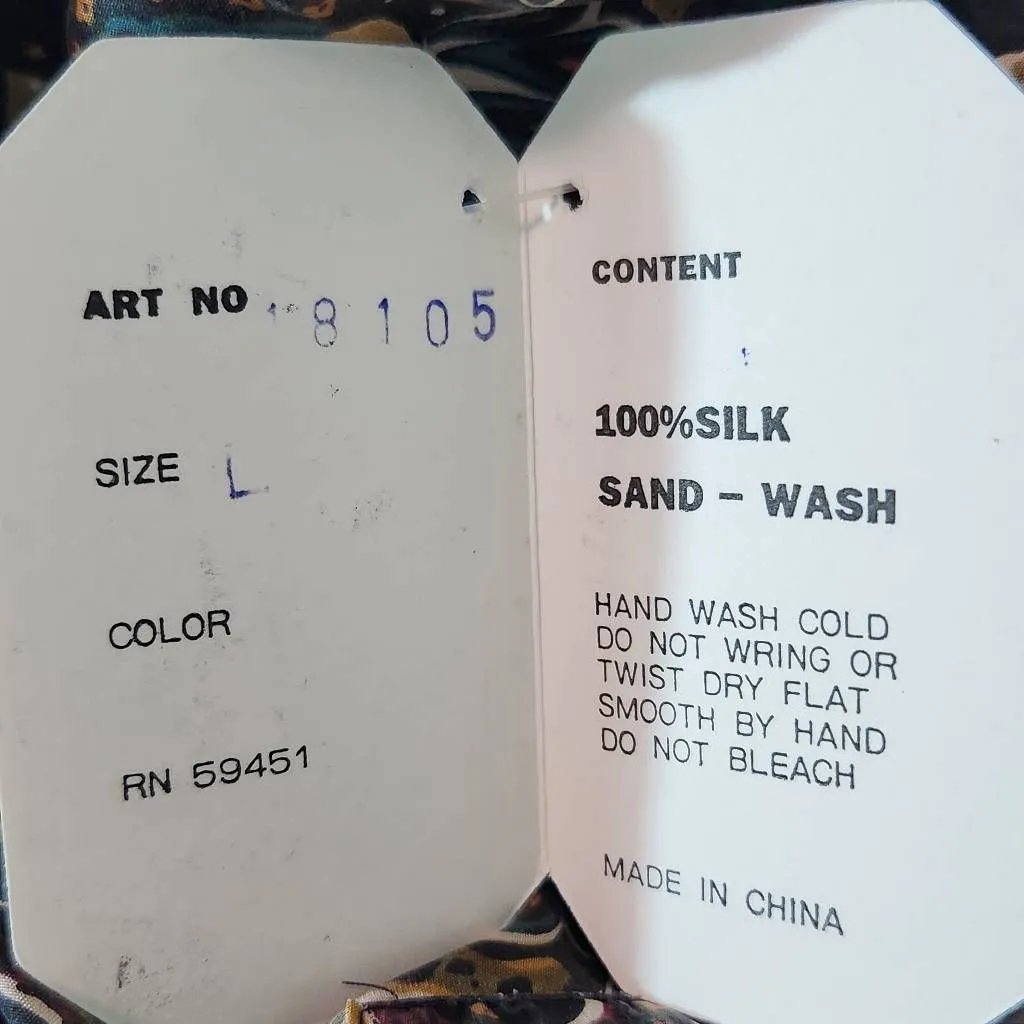 ART NO 8105
SIZE L
COLOR
RN 59451
CONTENT
100%SILK
SAND – WASH
HAND WASH COLD
DO NOT WRING OR
TWIST DRY FLAT
SMOOTH BY HAND
DO NOT BLEACH
MADE IN CHINA